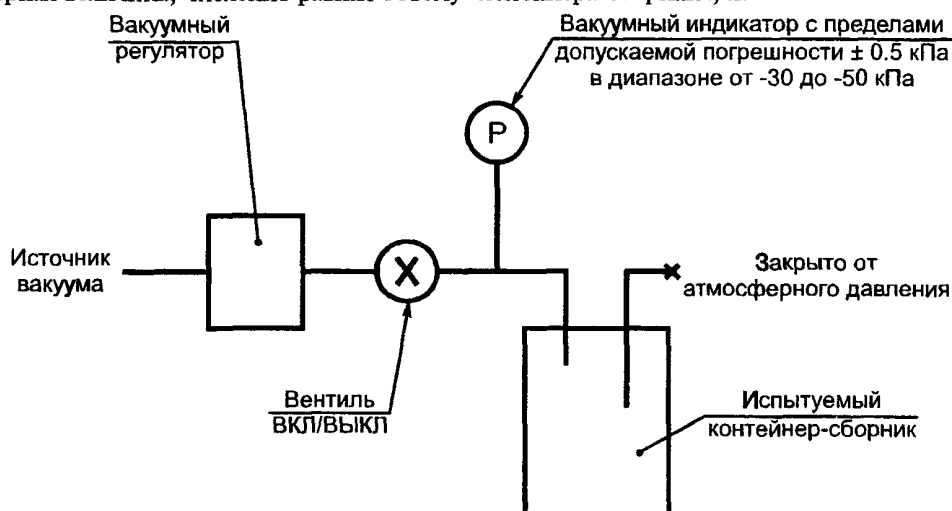 Вакуумный
регулятор
Вакуумный индикатор с пределами
допускаемой погрешности ± 0.5 кПа
в диапазоне от -30 до -50 кПа
P
Источник
вакуума
X
Закрыто от
атмосферного давления
Вентиль
ВКЛ/ВЫКЛ
Испытуемый
контейнер-сборник